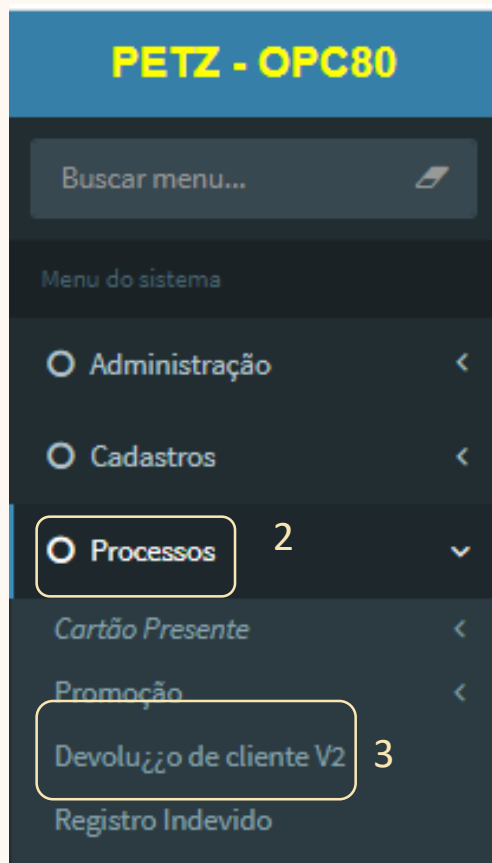 PETZ - OPC80
Buscar menu...
Menu do sistema
Administração
Cadastros
Processos 2
Cartão Presente
Promoção
Devolu¿¿o de cliente V2 3
Registro Indevido